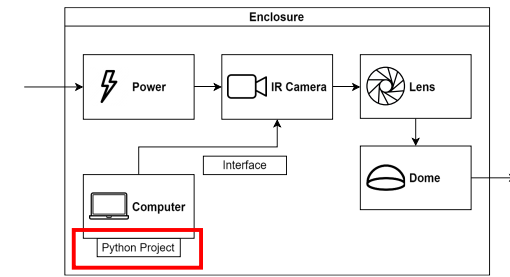 Enclosure
Power
IR Camera
Lens
Interface
Dome
Computer
Python Project